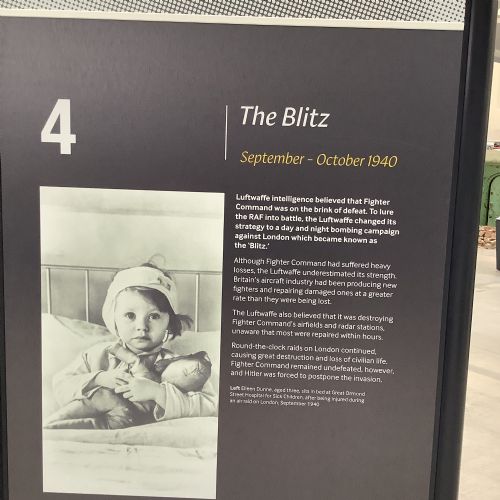 4
The Blitz
September – October 1940
Luftwaffe intelligence believed that Fighter
Command was on the brink of defeat. To lure
the RAF into battle, the Luftwaffe changed its
strategy to a day and night bombing campaign
against London which became known as
the 'Blitz.'
Although Fighter Command had suffered heavy
losses, the Luftwaffe underestimated its strength.
Britain's aircraft industry had been producing new
fighters and repairing damaged ones at a greater
rate than they were being lost.
The Luftwaffe also believed that it was destroying
Fighter Command's airfields and radar stations,
unaware that most were repaired within hours.
Round-the-clock raids on London continued,
causing great destruction and loss of civilian life.
Fighter Command remained undefeated, however,
and Hitler was forced to postpone the invasion.
Left Eileen Dunne, aged three, sits in bed at Great Ormond
Street Hospital for Sick Children, after being injured during
an air raid on London, September 1940